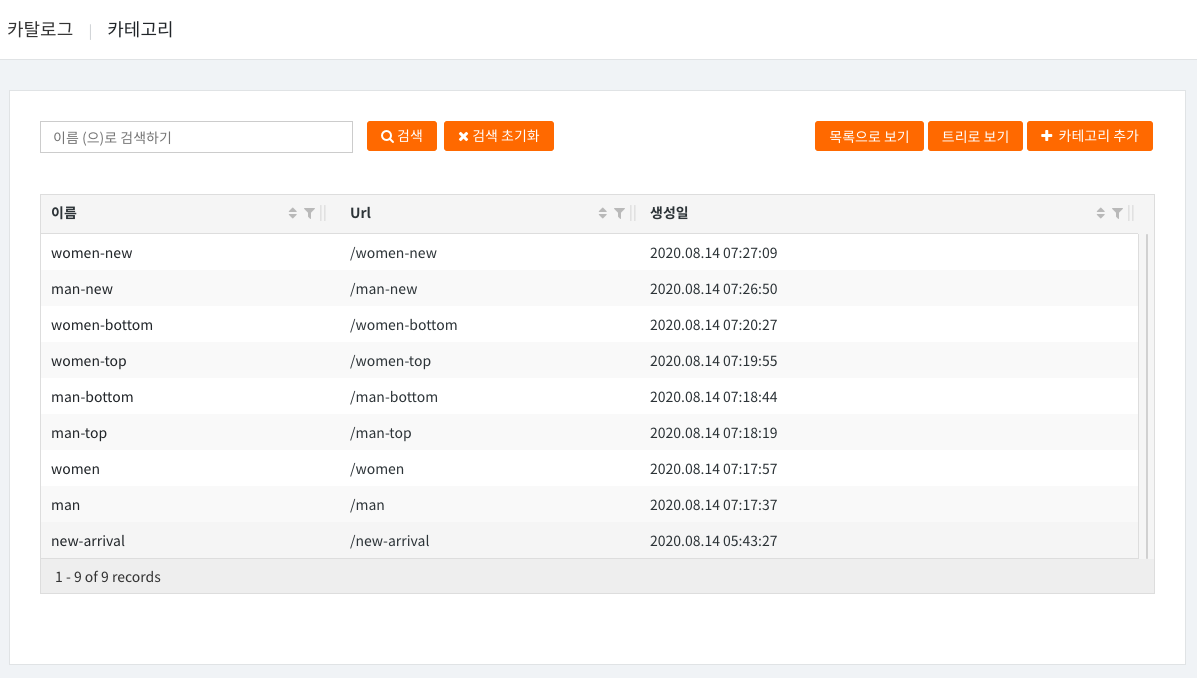 카탈로그 카테고리
이름 (으)로 검색하기 검색 검색 초기화 목록으로 보기 트리로 보기 카테고리 추가
이름 Url 생성일
women-new /women-new 2020.08.14 07:27:09
man-new /man-new 2020.08.14 07:26:50
women-bottom /women-bottom 2020.08.14 07:20:27
women-top /women-top 2020.08.14 07:19:55
man-bottom /man-bottom 2020.08.14 07:18:44
man-top /man-top 2020.08.14 07:18:19
women /women 2020.08.14 07:17:57
man /man 2020.08.14 07:17:37
new-arrival /new-arrival 2020.08.14 05:43:27
1 - 9 of 9 records